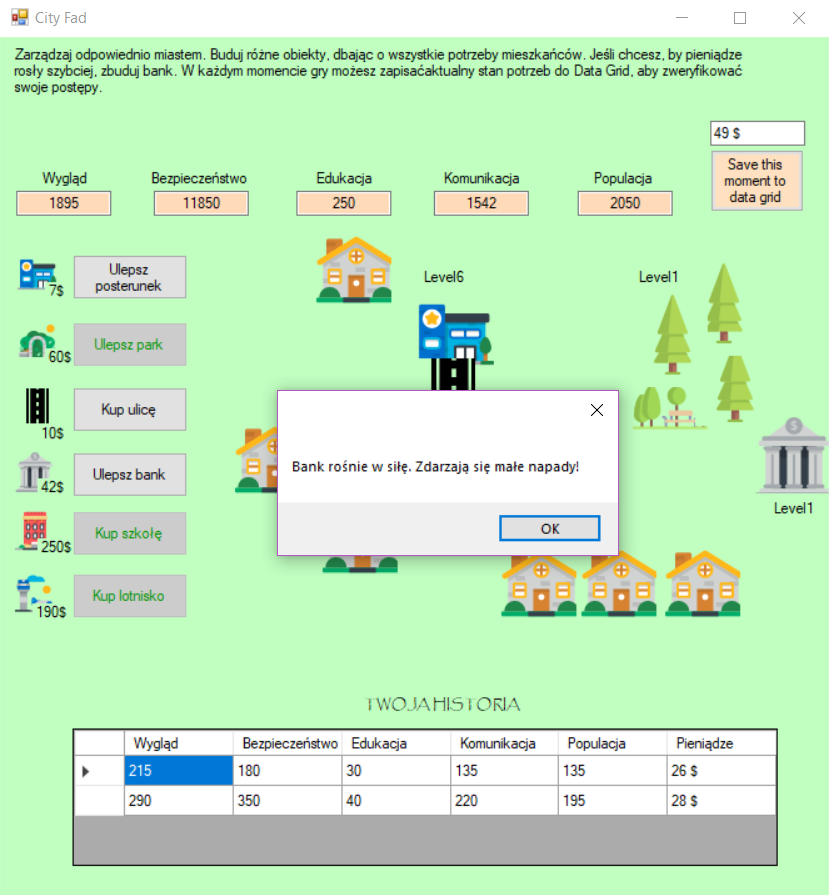 City Fad
Zarządzaj odpowiednio miastem. Buduj różne obiekty, dbając o wszystkie potrzeby mieszkańców. Jeśli chcesz, by pieniądze
rosły szybciej, zbuduj bank. W każdym momencie gry możesz zapisaćaktualny stan potrzeb do Data Grid, aby zweryfikować
swoje postępy.
49 $
Save this
moment to
data grid
Wygląd Bezpieczeństwo Edukacja Komunikacja Populacja
1895 11850 250 1542 2050
Level6 Level1
7$ Ulepsz
posterunek
60$ Ulepsz park
10$ Kup ulicę
42$ Ulepsz bank
Level1
250$ Kup szkołę
190$ Kup lotnisko
Bank rośnie w siłę. Zdarzają się małe napady!
OK
TWOJA HISTORIA
Wygląd Bezpieczeństwo Edukacja Komunikacja Populacja Pieniądze
215 180 30 135 135 26 $
290 350 40 220 195 28 $